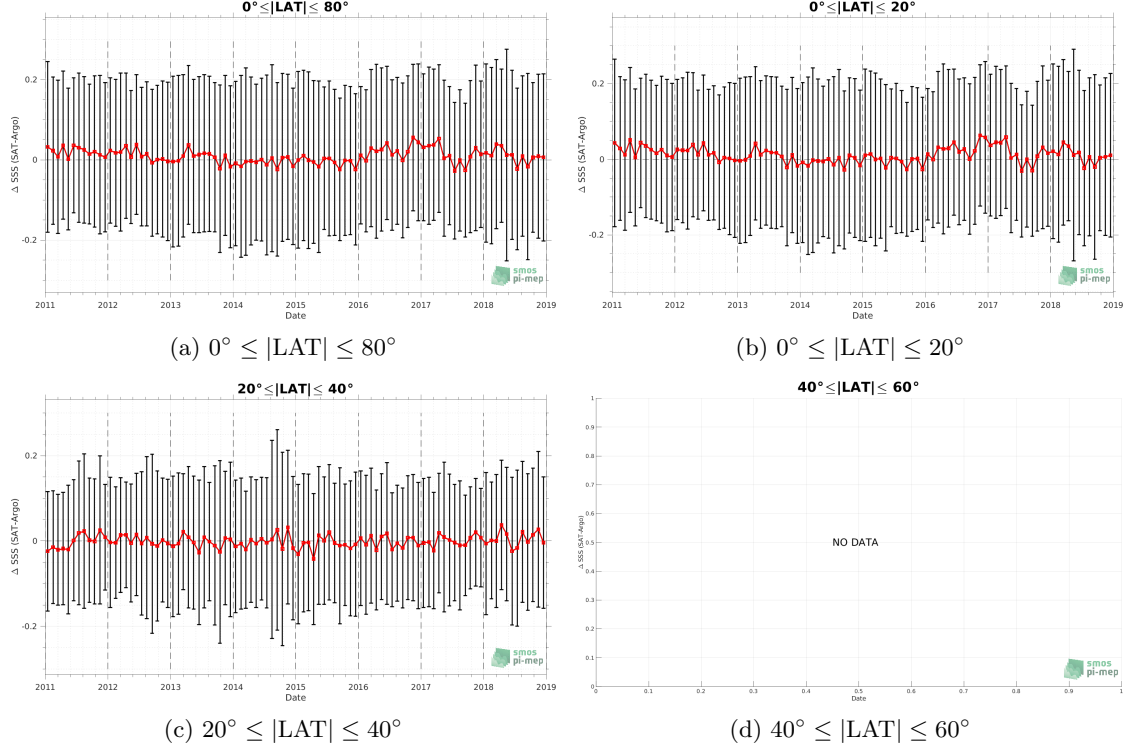 0°≤|LAT|≤ 80°
Δ SSS (SAT-Argo)
0.2
0
-0.2
2011 2012 2013 2014 2015 2016 2017 2018 2019
Date
smos
pi-mep
(a) 0° ≤ |LAT| ≤ 80°
0°≤|LAT|≤ 20°
Δ SSS (SAT-Argo)
0.2
0
-0.2
2011 2012 2013 2014 2015 2016 2017 2018 2019
Date
smos
pi-mep
(b) 0° ≤ |LAT| ≤ 20°
20°≤|LAT|≤ 40°
Δ SSS (SAT-Argo)
0.2
0
-0.2
2011 2012 2013 2014 2015 2016 2017 2018 2019
Date
smos
pi-mep
(c) 20° ≤ |LAT| ≤ 40°
40°≤|LAT|≤ 60°
Δ SSS (SAT-Argo)
1
0.9
0.8
0.7
0.6
0.5
0.4
0.3
0.2
0.1
0
NO DATA
0 0.1 0.2 0.3 0.4 0.5 0.6 0.7 0.8 0.9 1
Date
smos
pi-mep
(d) 40° ≤ |LAT| ≤ 60°